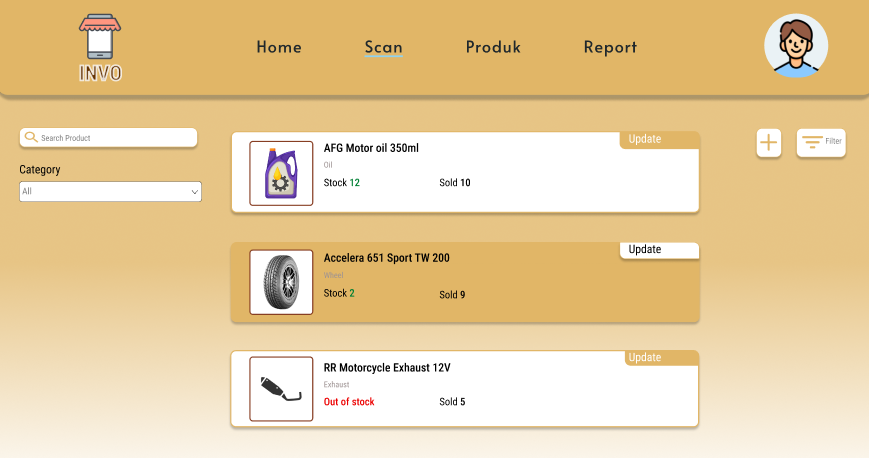 INVO
Home
Scan
Produk
Report
Search Product
Category
All
Filter
Update
AFG Motor oil 350ml
Oil
Stock 12
Sold 10
Update
Accelera 651 Sport TW 200
Wheel
Stock 2
Sold 9
Update
RR Motorcycle Exhaust 12V
Exhaust
Out of stock
Sold 5